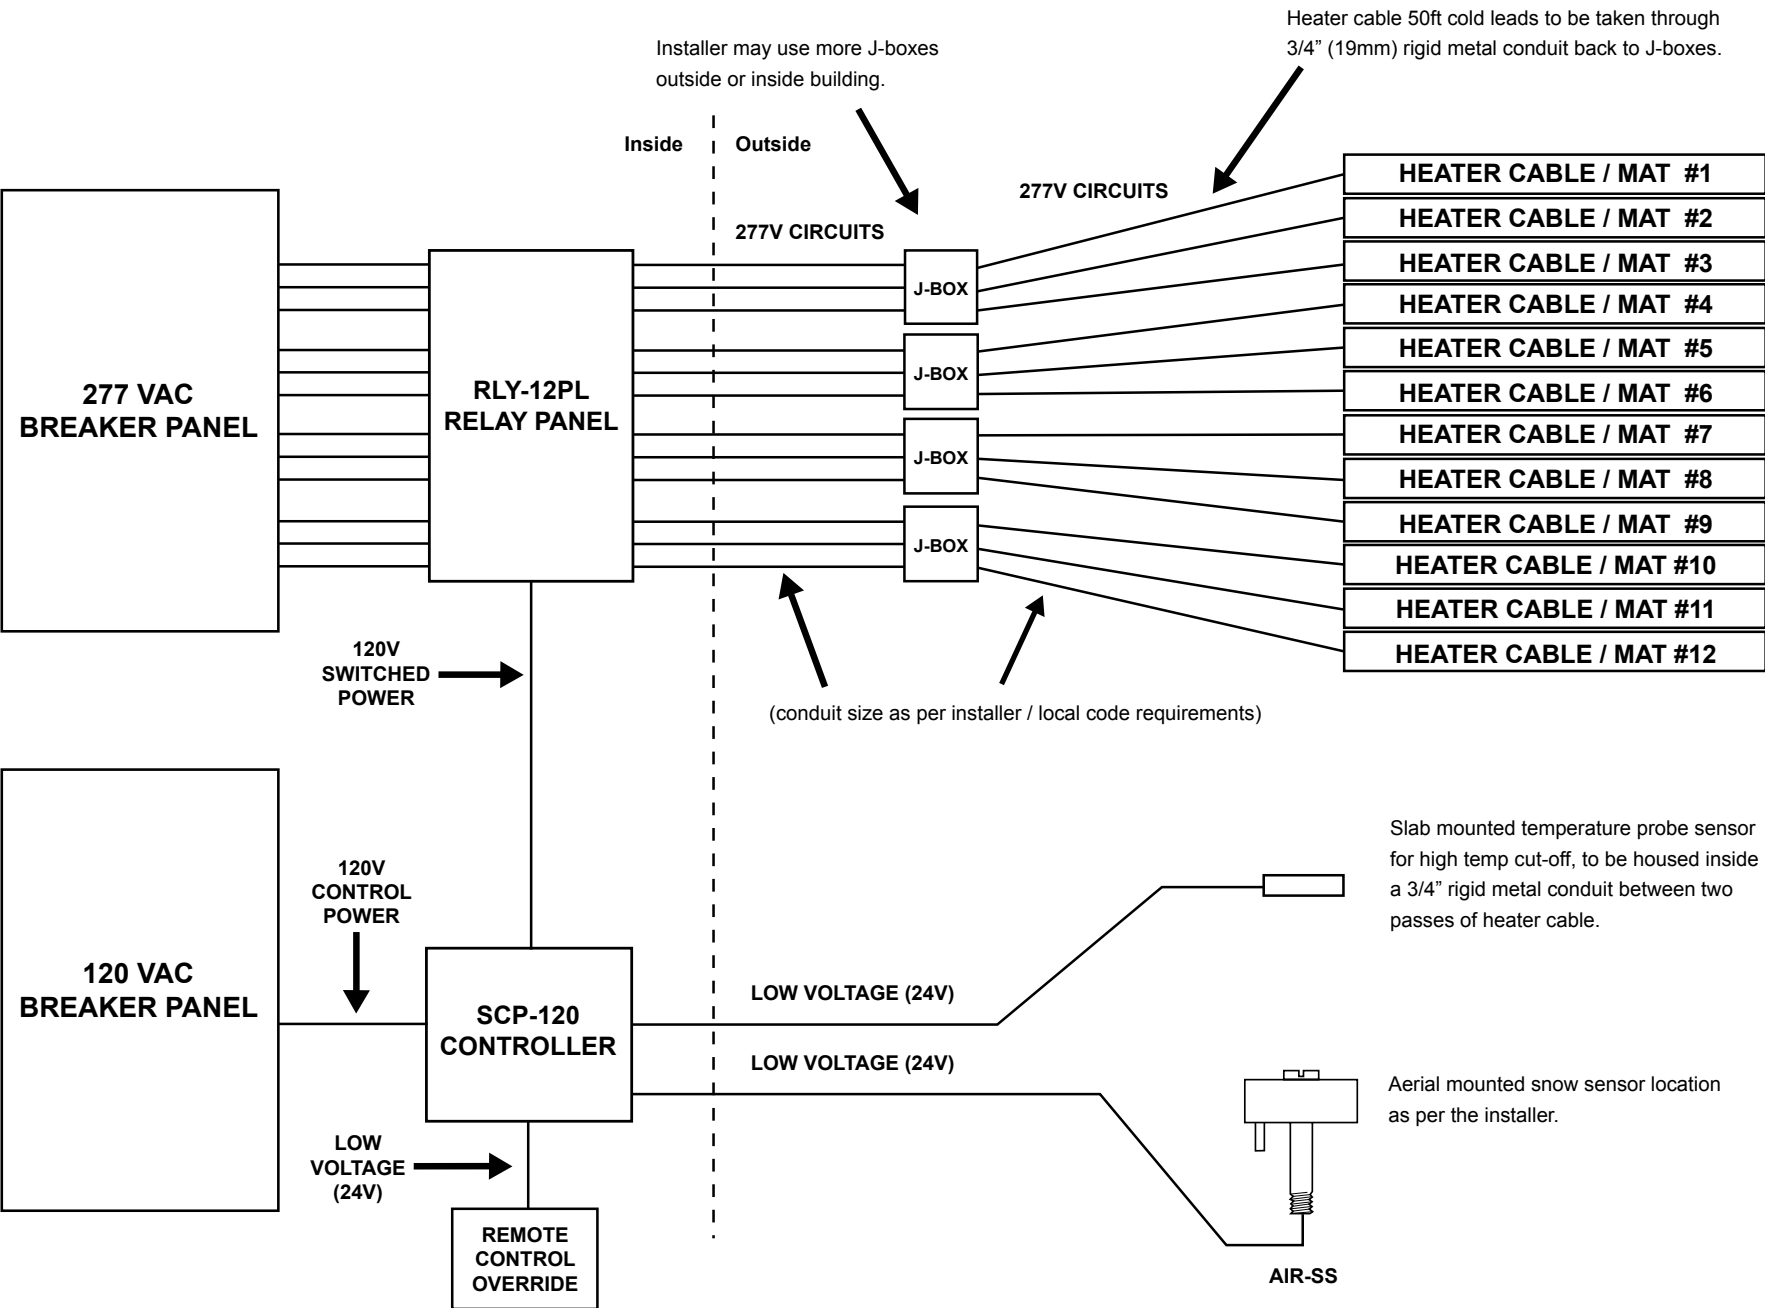 Heater cable 50ft cold leads to be taken through
3/4” (19mm) rigid metal conduit back to J-boxes.
Installer may use more J-boxes
outside or inside building.
Inside
Outside
277V CIRCUITS
277V CIRCUITS
HEATER CABLE / MAT #1
HEATER CABLE / MAT #2
HEATER CABLE / MAT #3
HEATER CABLE / MAT #4
HEATER CABLE / MAT #5
HEATER CABLE / MAT #6
HEATER CABLE / MAT #7
HEATER CABLE / MAT #8
HEATER CABLE / MAT #9
HEATER CABLE / MAT #10
HEATER CABLE / MAT #11
HEATER CABLE / MAT #12
J-BOX
J-BOX
J-BOX
J-BOX
277 VAC
BREAKER PANEL
RLY-12PL
RELAY PANEL
120V
SWITCHED
POWER
(conduit size as per installer / local code requirements)
120 VAC
BREAKER PANEL
120V
CONTROL
POWER
SCP-120
CONTROLLER
LOW VOLTAGE (24V)
LOW VOLTAGE (24V)
Slab mounted temperature probe sensor
for high temp cut-off, to be housed inside
a 3/4” rigid metal conduit between two
passes of heater cable.
Aerial mounted snow sensor location
as per the installer.
LOW
VOLTAGE
(24V)
REMOTE
CONTROL
OVERRIDE
AIR-SS